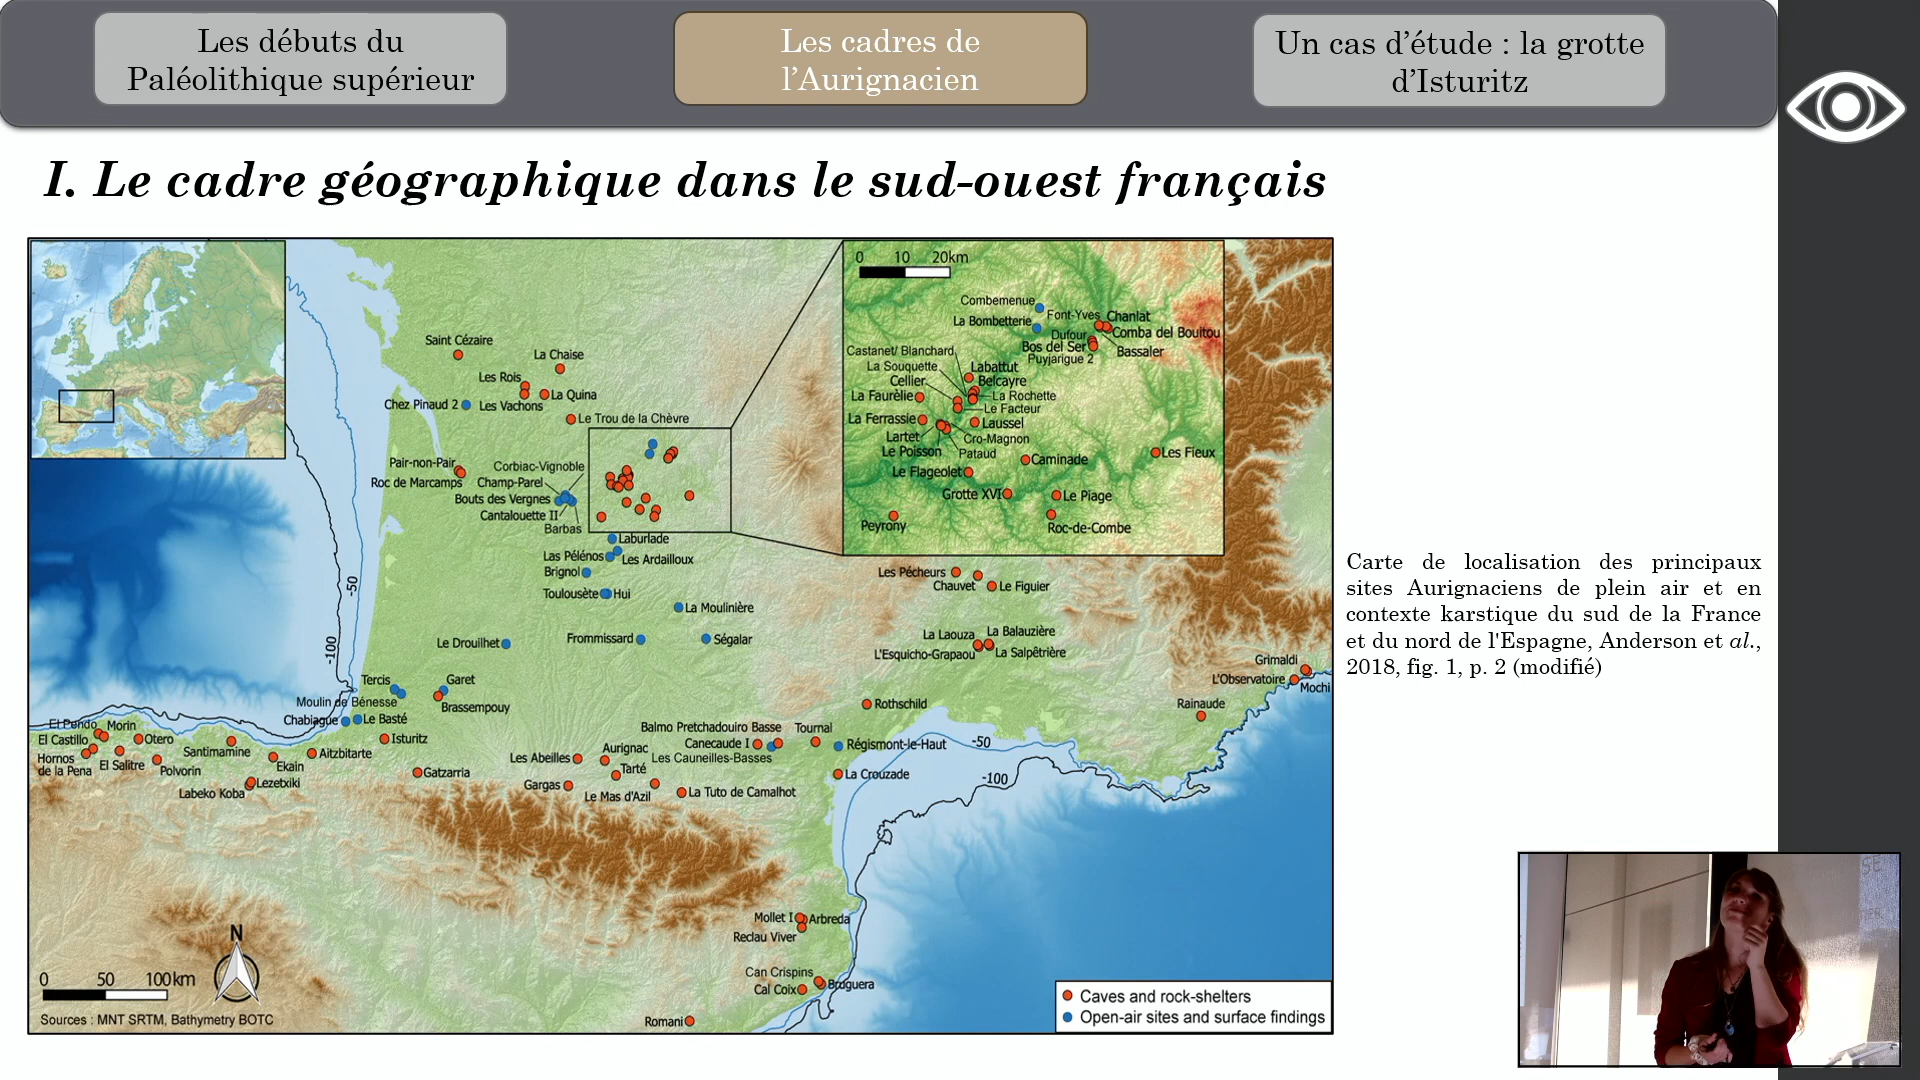 Les débuts du
Paléolithique supérieur
Les cadres de
l'Aurignacien
Un cas d'étude : la grotte
d'Isturitz
I. Le cadre géographique dans le sud-ouest français
0 10 20km
Combemenue
Font-Yves
Chanlat
La Bombetterie
Comba del Bouitou
Dufour
Bos del Ser
Bassaler
Puyjarigue 2
Castanet/ Blanchard
La Souquette
Labattut
Cellier
Belcayre
La Faurèlie
La Rochette
Le Facteur
La Ferrassie
Laussel
Lartet
Cro-Magnon
Le Poisson
Pataud
Caminade
Les Fieux
Le Flageolet
Grotte XVI
Le Piage
Peyrony
Roc-de-Combe
Saint Cézaire
La Chaise
Les Rois
La Quina
Chez Pinaud 2
Les Vachons
Le Trou de la Chèvre
Pair-non-Pair
Corbiac-Vignoble
Roc de Marcamps
Champ-Parel
Bouts des Vergnes
Cantalouette II
Barbas
Laburlade
Las Pélénos
Les Ardailloux
Brignol
Toulousète
Hui
La Moulinière
Le Drouilhet
Frommissard
Ségalar
Les Pécheurs
Chauvet
Le Figuier
La Laouza
La Balauzière
L'Esquicho-Grapaou
La Salpêtrière
Grimaldi
L'Observatoire
Mochi
Rainaude
Rothschild
-50
-100
Tercis
Garet
Moulin de Bénesse
Brassempouy
Chabiague
Le Basté
El Pendo
Morin
El Castillo
Otero
Santimamine
Isturitz
Hornos
de la Pena
El Salitre
Polvorin
Ekain
Aitzbitarte
Labeko Koba
Lezetxiki
Gatzarria
Balmo Pretchadouiro Basse
Tournal
Canecaude I
Régismont-le-Haut
Les Abeilles
Aurignac
Les Cauneilles-Basses
Tarté
La Crouzade
Gargas
Le Mas d'Azil
La Tuto de Camalhot
-50
-100
Mollet I
Arbreda
Reclau Viver
Can Crispins
Cal Coix
Bruguera
Romani
N
0 50 100km
Sources : MNT SRTM, Bathymetry BOTC
Caves and rock-shelters
Open-air sites and surface findings
Carte de localisation des principaux
sites Aurignaciens de plein air et en
contexte karstique du sud de la France
et du nord de l'Espagne, Anderson et al.,
2018, fig. 1, p. 2 (modifié)